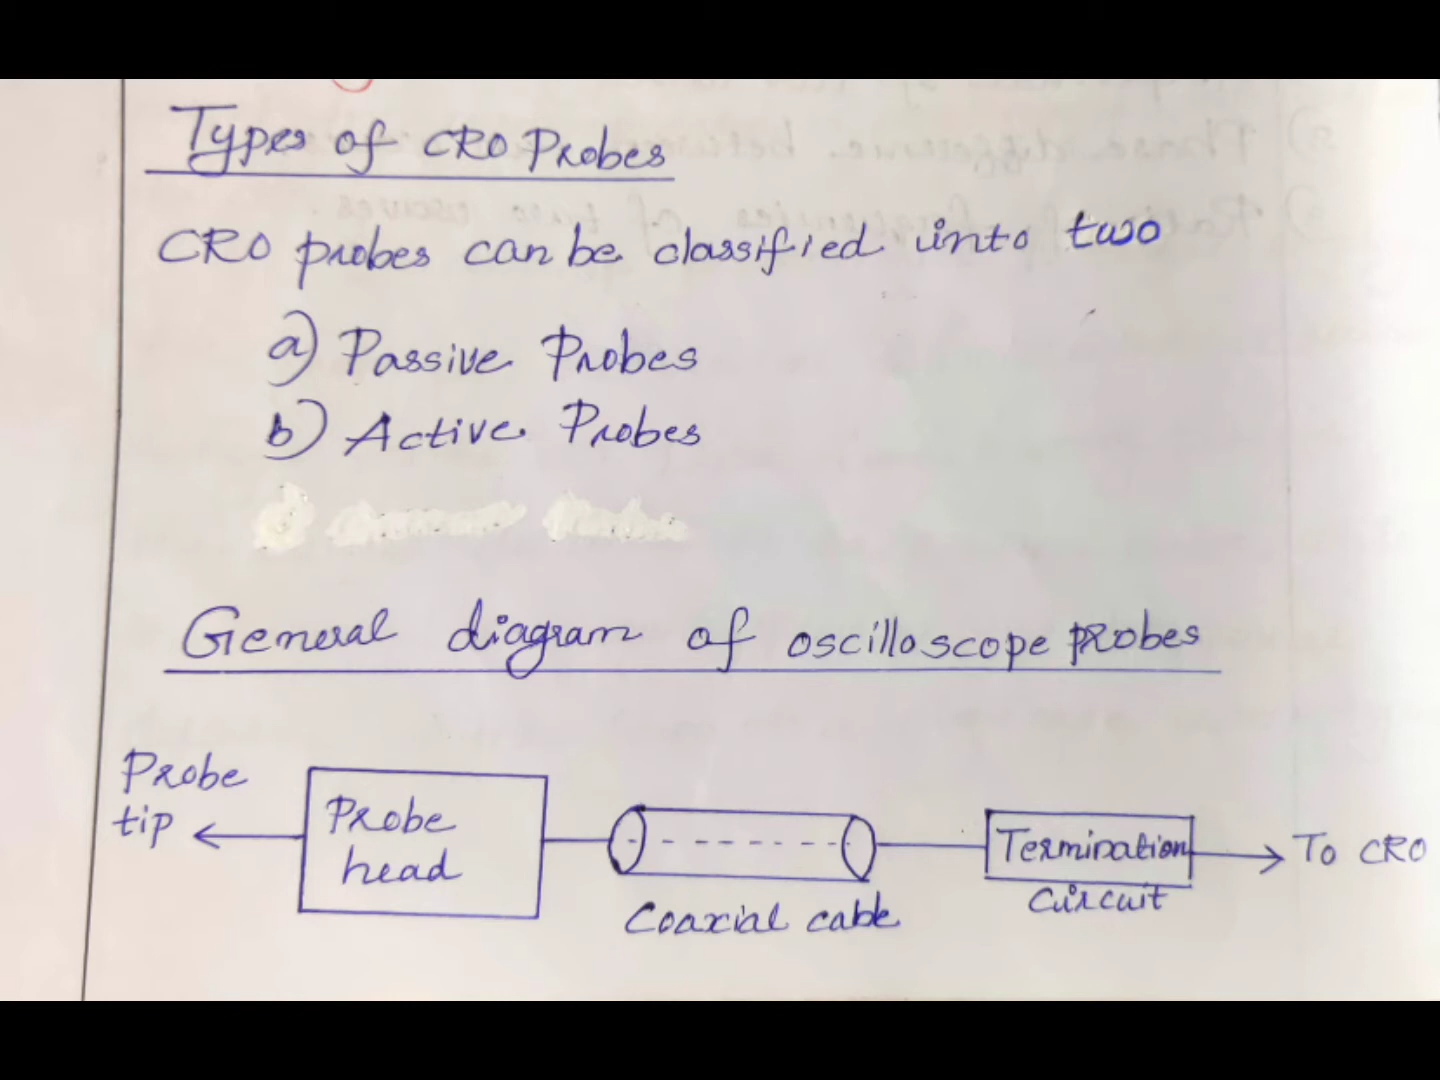 Types of CRO Probes
CRO probes can be classified into two
a) Passive Probes
b) Active Probes
General diagram of oscilloscope probes
Probe
tip
Probe
head
Coaxial cable
Termination
circuit
To CRO